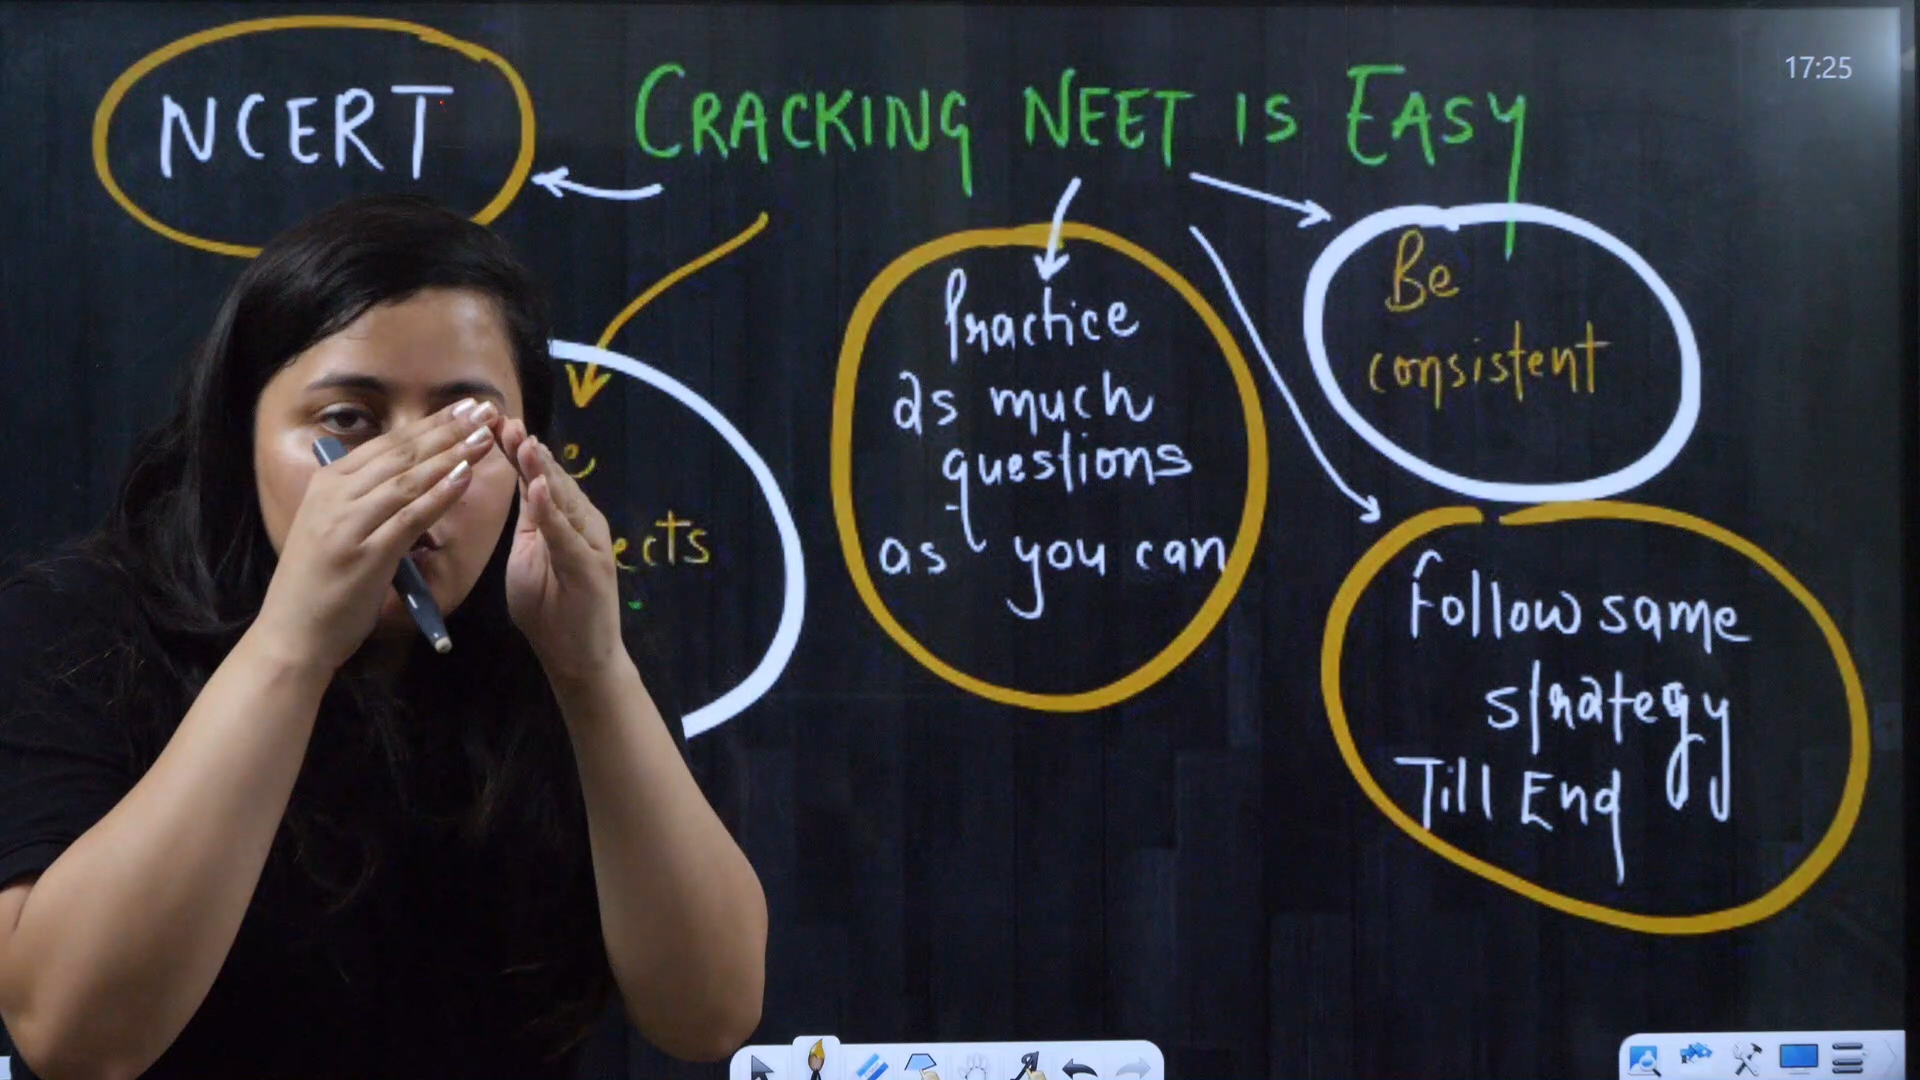 NCERT
CRACKING NEET IS EASY
17:25
Practice
as much
questions
as you can
Be
consistent
Follow same
strategy
Till End